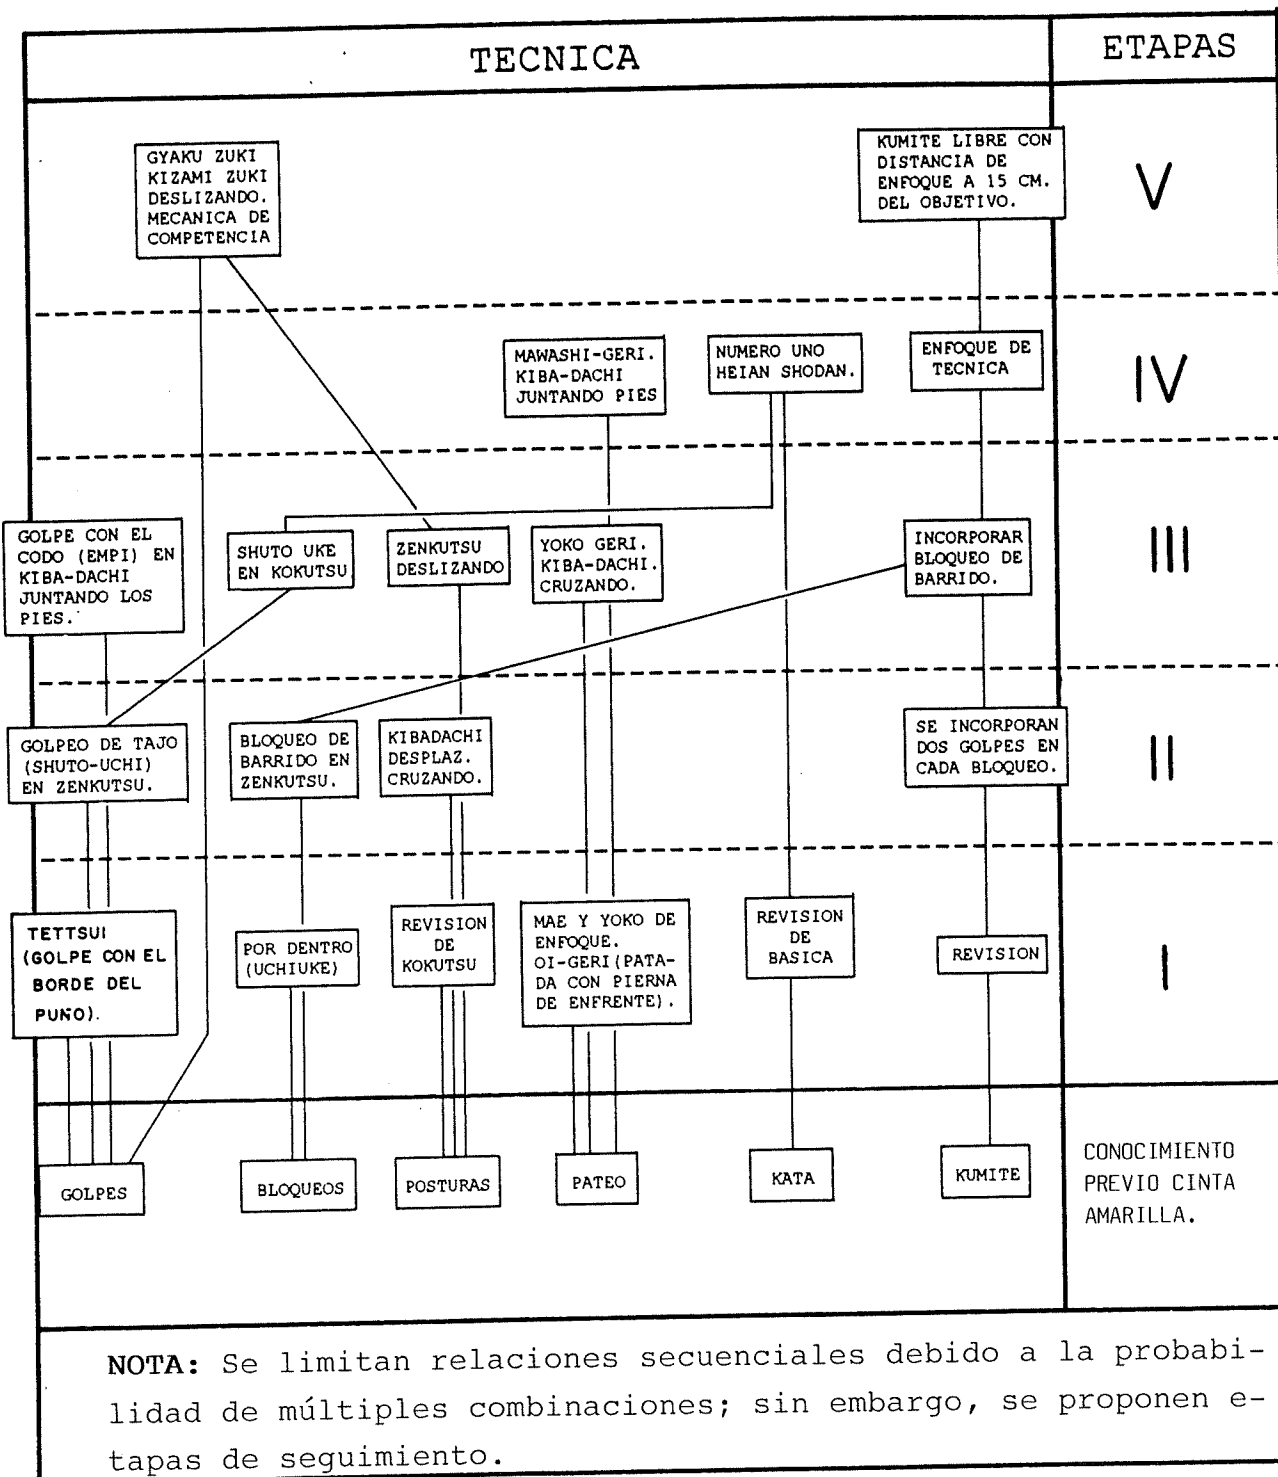 TECNICA
ETAPAS
GYAKU ZUKI
KIZAMI ZUKI
DESLIZANDO.
MECANICA DE
COMPETENCIA
KUMITE LIBRE CON
DISTANCIA DE
ENFOQUE A 15 CM.
DEL OBJETIVO.
V
MAWASHI-GERI.
KIBA-DACHI
JUNTANDO PIES
NUMERO UNO
HEIAN SHODAN.
ENFOQUE DE
TECNICA
IV
GOLPE CON EL
CODO (EMPI) EN
KIBA-DACHI
JUNTANDO LOS
PIES.
SHUTO UKE
EN KOKUTSU
ZENKUTSU
DESLIZANDO
YOKO GERI.
KIBA-DACHI.
CRUZANDO.
INCORPORAR
BLOQUEO DE
BARRIDO.
III
GOLPEO DE TAJO
(SHUTO-UCHI)
EN ZENKUTSU.
BLOQUEO DE
BARRIDO EN
ZENKUTSU.
KIBADACHI
DESPLAZ.
CRUZANDO.
SE INCORPORAN
DOS GOLPES EN
CADA BLOQUEO.
II
TETTSUI
(GOLPE CON EL
BORDE DEL
PUÑO).
POR DENTRO
(UCHIUKE)
REVISION
DE
KOKUTSU
MAE Y YOKO DE
ENFOQUE.
OI-GERI(PATA-
DA CON PIERNA
DE ENFRENTE).
REVISION
DE
BASICA
REVISION
I
GOLPES
BLOQUEOS
POSTURAS
PATEO
KATA
KUMITE
CONOCIMIENTO
PREVIO CINTA
AMARILLA.
NOTA: Se limitan relaciones secuenciales debido a la probabi-
lidad de múltiples combinaciones; sin embargo, se proponen e-
tapas de seguimiento.